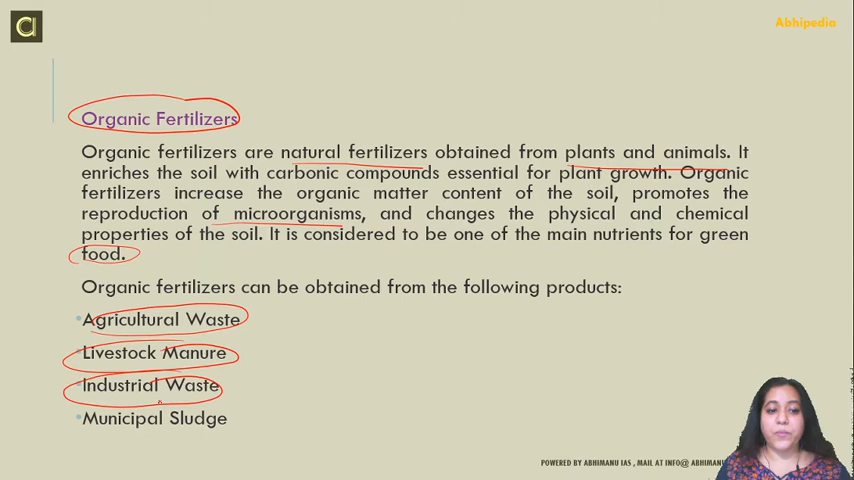 Abhipedia
Organic Fertilizers
Organic fertilizers are natural fertilizers obtained from plants and animals. It
enriches the soil with carbonic compounds essential for plant growth. Organic
fertilizers increase the organic matter content of the soil, promotes the
reproduction of microorganisms, and changes the physical and chemical
properties of the soil. It is considered to be one of the main nutrients for green
food.
Organic fertilizers can be obtained from the following products:
•Agricultural Waste
•Livestock Manure
•Industrial Waste
•Municipal Sludge
POWERED BY ABHIMANU IAS , MAIL AT INFO@ ABHIMANU